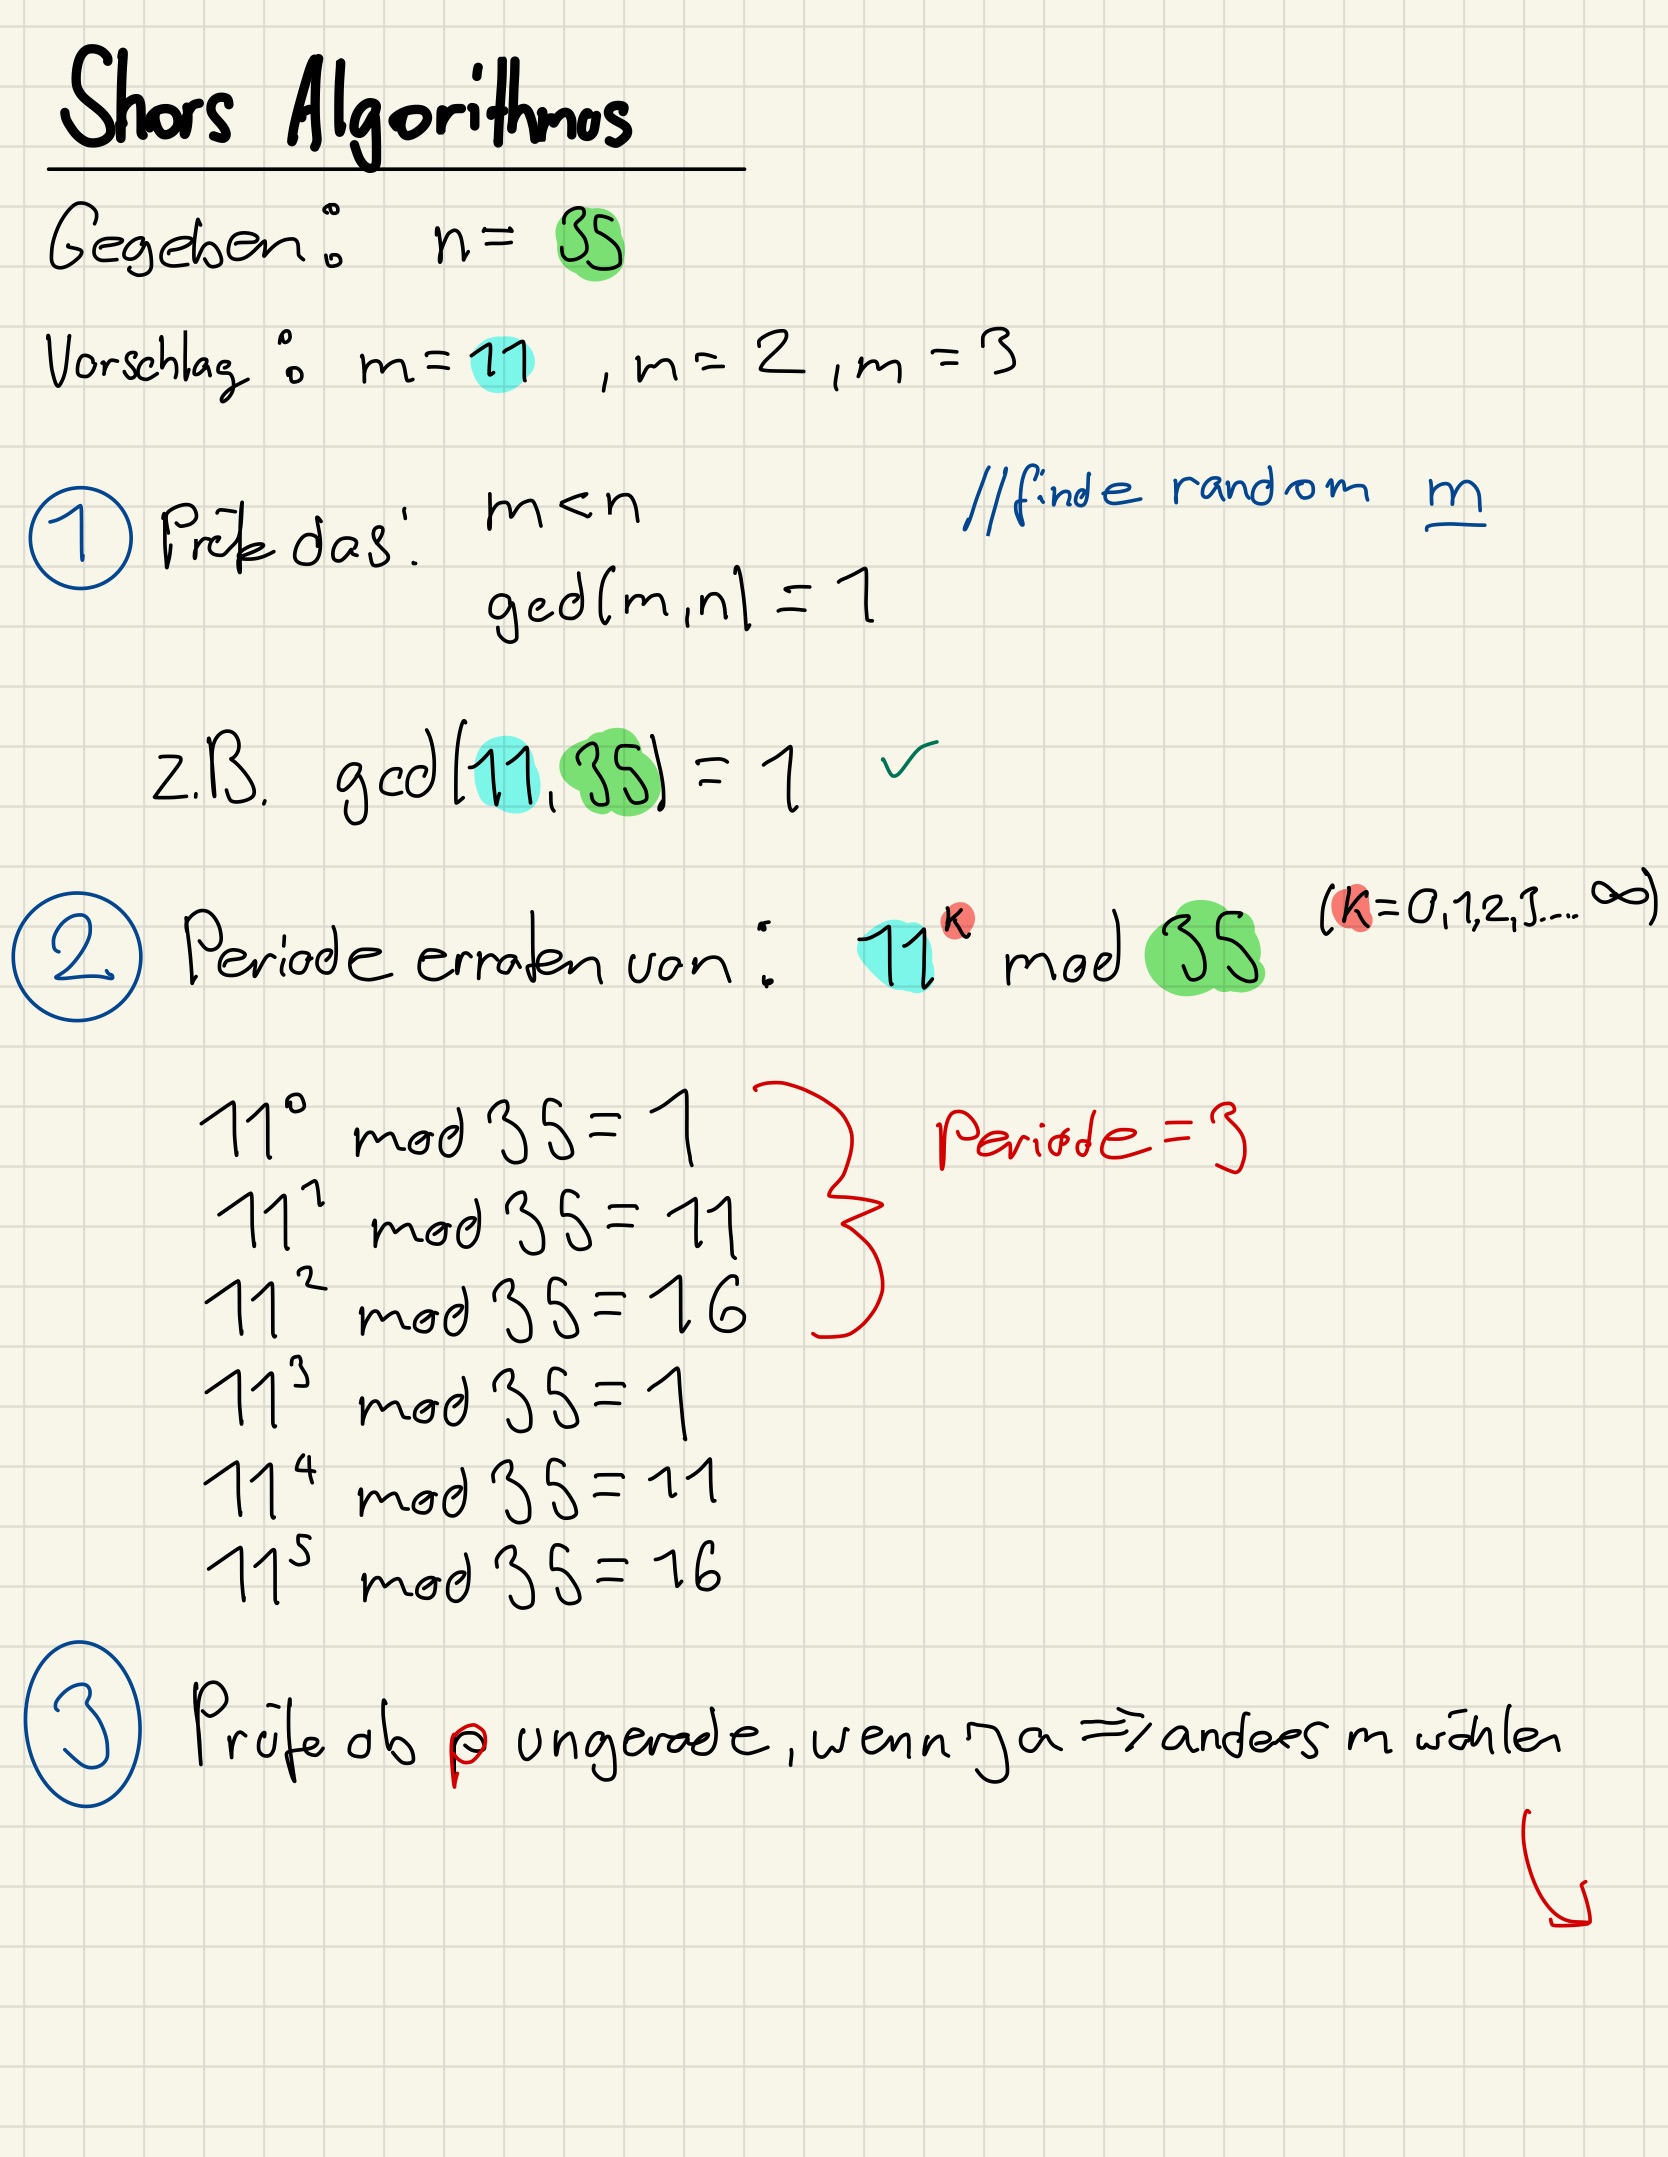 Shors Algorithmus
Gegeben: n = 35
Vorschlag: m = 11, m = 2, m = 3
//finde random m
① Prüfe das: m < n
gcd(m,n) = 1
z.B. gcd(11, 35) = 1 ✓
② Periode erraten von: 11^k mod 35 (k=0,1,2,3.... ∞)
11^0 mod 35 = 1
Periode = 3
11^1 mod 35 = 11
11^2 mod 35 = 16
11^3 mod 35 = 1
11^4 mod 35 = 11
11^5 mod 35 = 16
③ Prüfe ob p ungerade, wenn ja => anderes m wählen